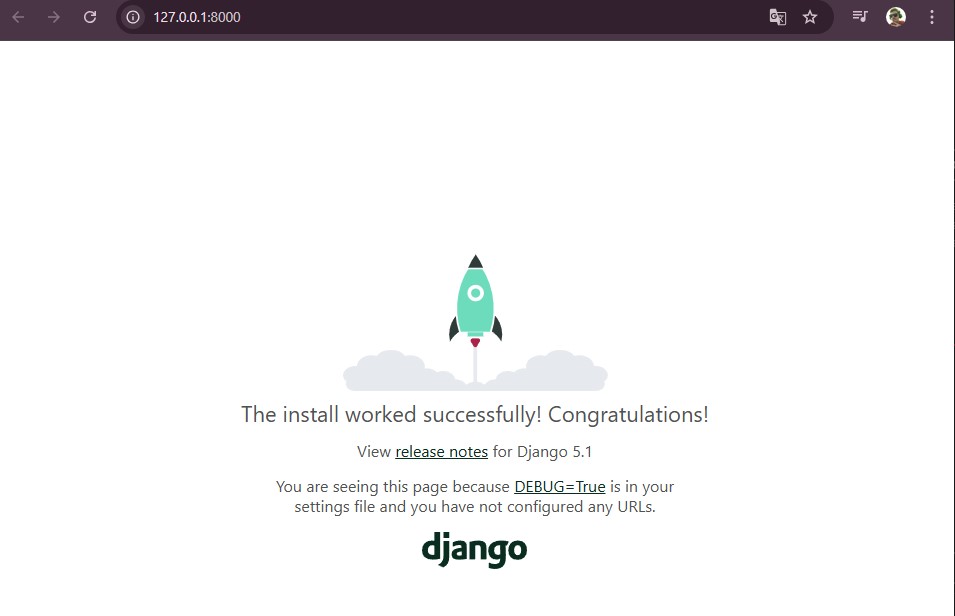 127.0.0.1:8000
The install worked successfully! Congratulations!
View release notes for Django 5.1
You are seeing this page because DEBUG=True is in your
settings file and you have not configured any URLs.
django